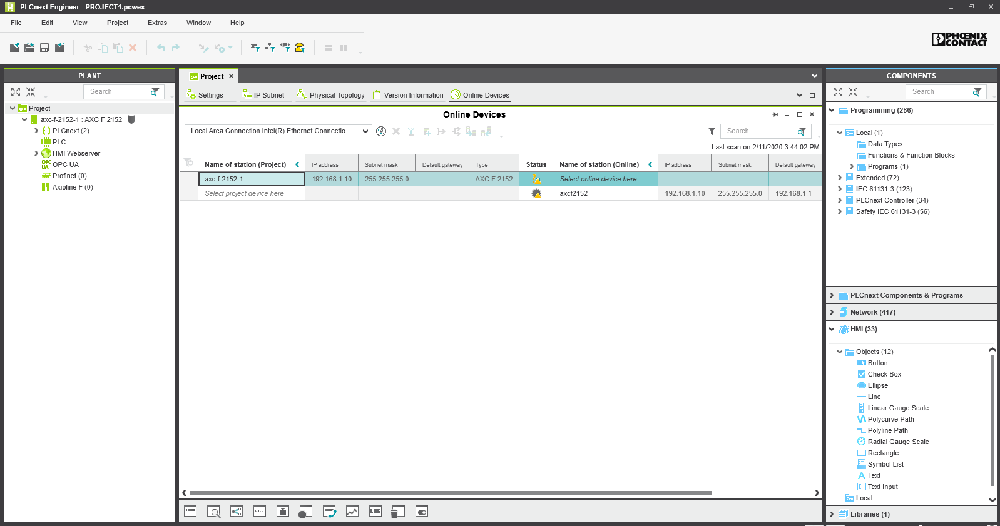 PLCnext Engineer - PROJECT1.pcwex
File Edit View Project Extras Window Help
PHŒNIX
CONTACT
PLANT
Search
Project
axc-f-2152-1 : AXC F 2152
PLCnext (2)
PLC
HMI Webserver
OPC UA
OPC UA
Profinet (0)
Axioline F (0)
Project
Settings IP Subnet Physical Topology Version Information Online Devices
Online Devices
Local Area Connection Intel(R) Ethernet Connectio... Search
Last scan on 2/11/2020 3:44:02 PM
Name of station (Project) IP address Subnet mask Default gateway Type Status Name of station (Online) IP address Subnet mask Default gateway
axc-f-2152-1 192.168.1.10 255.255.255.0 AXC F 2152 Select online device here
Select project device here axcf2152 192.168.1.10 255.255.255.0 192.168.1.1
LOG
COMPONENTS
Search
Programming (286)
Local (1)
Data Types
Functions & Function Blocks
Programs (1)
Extended (72)
IEC 61131-3 (123)
PLCnext Controller (34)
Safety IEC 61131-3 (56)
PLCnext Components & Programs
Network (417)
HMI (33)
Objects (12)
Button
Check Box
Ellipse
Line
Linear Gauge Scale
Polycurve Path
Polyline Path
Radial Gauge Scale
Rectangle
Symbol List
Text
Text Input
Local
Libraries (1)